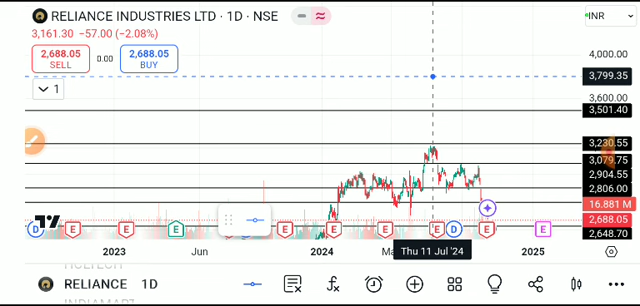 RELIANCE INDUSTRIES LTD · 1D · NSE
INR
3,161.30 −57.00 (−2.08%)
2,688.05
SELL
0.00
2,688.05
BUY
1
4,000.00
3,799.35
3,600.00
3,501.40
3,230.55
3,079.75
2,904.55
2,806.00
16.881 M
2,688.05
2,648.70
D E E E E E E E D E E
2023
Jun
2024
Thu 11 Jul '24
2025
RELIANCE 1D